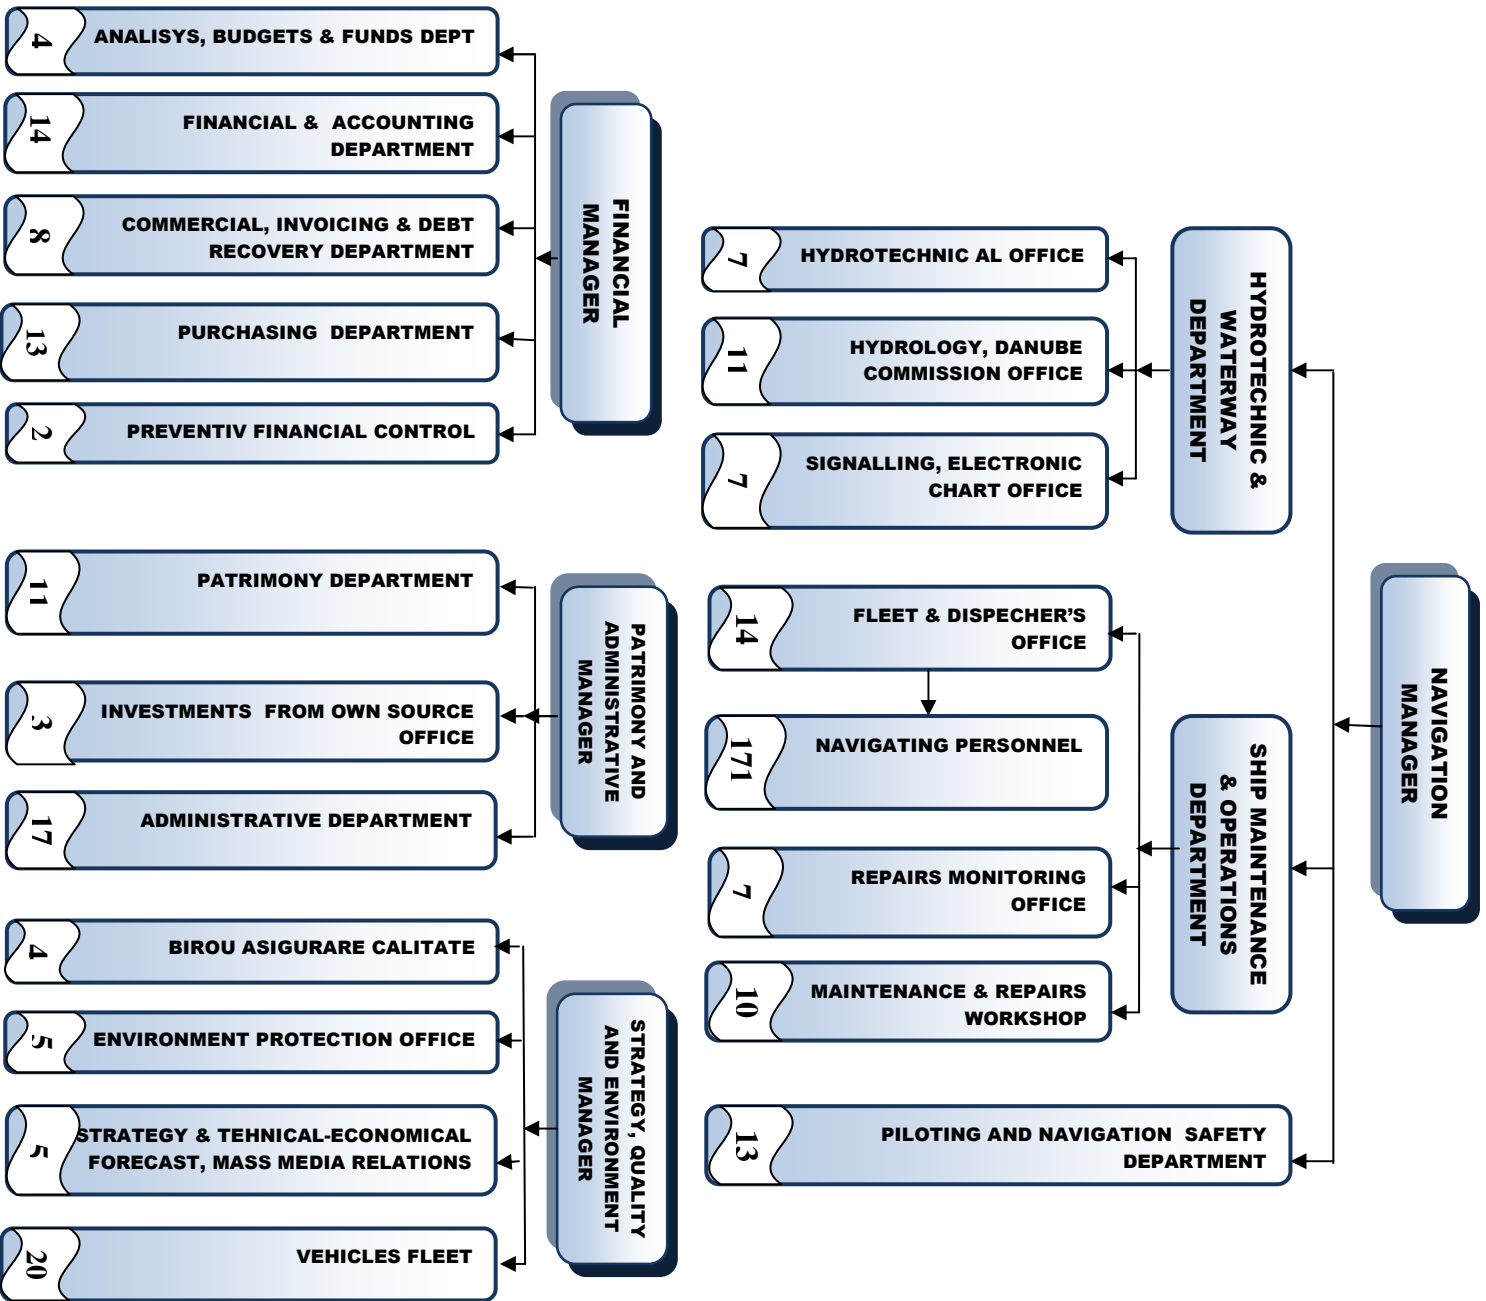 4
ANALISYS, BUDGETS & FUNDS DEPT
14
FINANCIAL & ACCOUNTING
DEPARTMENT
8
COMMERCIAL, INVOICING & DEBT
RECOVERY DEPARTMENT
13
PURCHASING DEPARTMENT
2
PREVENTIV FINANCIAL CONTROL
FINANCIAL
MANAGER
11
PATRIMONY DEPARTMENT
3
INVESTMENTS FROM OWN SOURCE
OFFICE
17
ADMINISTRATIVE DEPARTMENT
PATRIMONY AND
ADMINISTRATIVE
MANAGER
4
BIROU ASIGURARE CALITATE
5
ENVIRONMENT PROTECTION OFFICE
5
STRATEGY & TEHNICAL-ECONOMICAL
FORECAST, MASS MEDIA RELATIONS
20
VEHICLES FLEET
STRATEGY, QUALITY
AND ENVIRONMENT
MANAGER
7
HYDROTECHNIC AL OFFICE
11
HYDROLOGY, DANUBE
COMMISSION OFFICE
7
SIGNALLING, ELECTRONIC
CHART OFFICE
HYDROTECHNIC &
WATERWAY
DEPARTMENT
14
FLEET & DISPECHER'S
OFFICE
171
NAVIGATING PERSONNEL
7
REPAIRS MONITORING
OFFICE
10
MAINTENANCE & REPAIRS
WORKSHOP
SHIP MAINTENANCE
& OPERATIONS
DEPARTMENT
13
PILOTING AND NAVIGATION SAFETY
DEPARTMENT
NAVIGATION
MANAGER